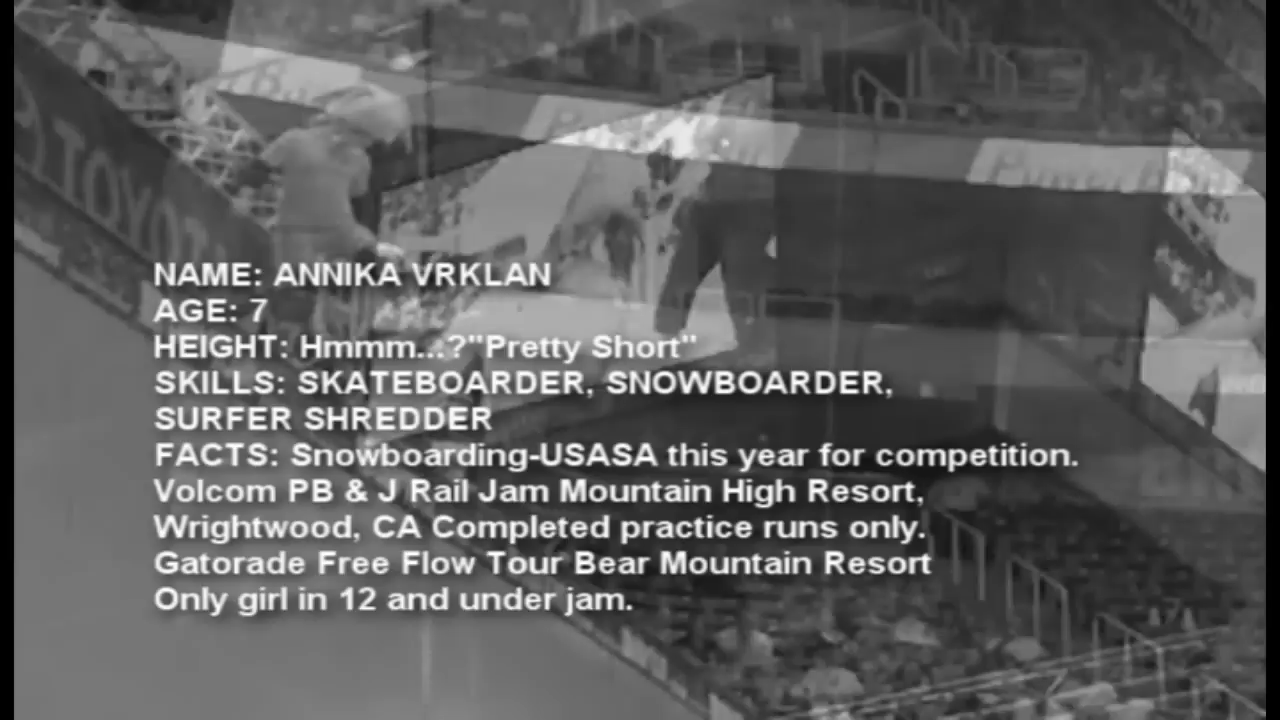 TOYOTA
NAME: ANNIKA VRKLAN
AGE: 7
HEIGHT: Hmmm...?"Pretty Short"
SKILLS: SKATEBOARDER, SNOWBOARDER,
SURFER SHREDDER
FACTS: Snowboarding-USASA this year for competition.
Volcom PB & J Rail Jam Mountain High Resort,
Wrightwood, CA Completed practice runs only.
Gatorade Free Flow Tour Bear Mountain Resort
Only girl in 12 and under jam.